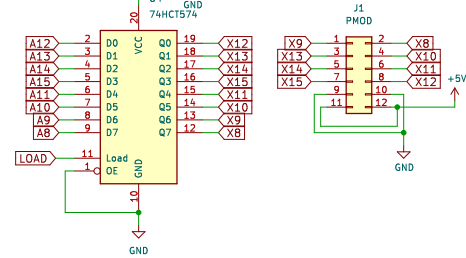 GND
74HCT574
20
VCC
A12 2 D0 Q0 19 X12
A13 3 D1 Q1 18 X13
A14 4 D2 Q2 17 X14
A15 5 D3 Q3 16 X15
A11 6 D4 Q4 15 X11
A10 7 D5 Q5 14 X10
A9 8 D6 Q6 13 X9
A8 9 D7 Q7 12 X8
LOAD 11 Load
1 OE
GND
10
GND
J1
PMOD
X9 1 2 X8
X13 3 4 X10
X14 5 6 X11
X15 7 8 X12
9 10
11 12
+5V
GND